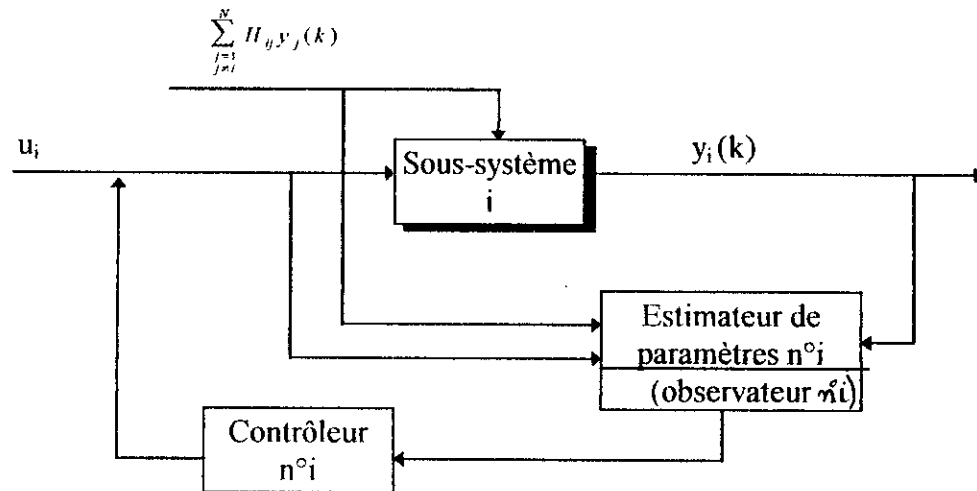 ∑ H_ij y_j(k)
N
j=1
j≠i
u_i
Sous-système
i
y_i(k)
Estimateur de
paramètres n°i
(observateur n°i)
Contrôleur
n°i